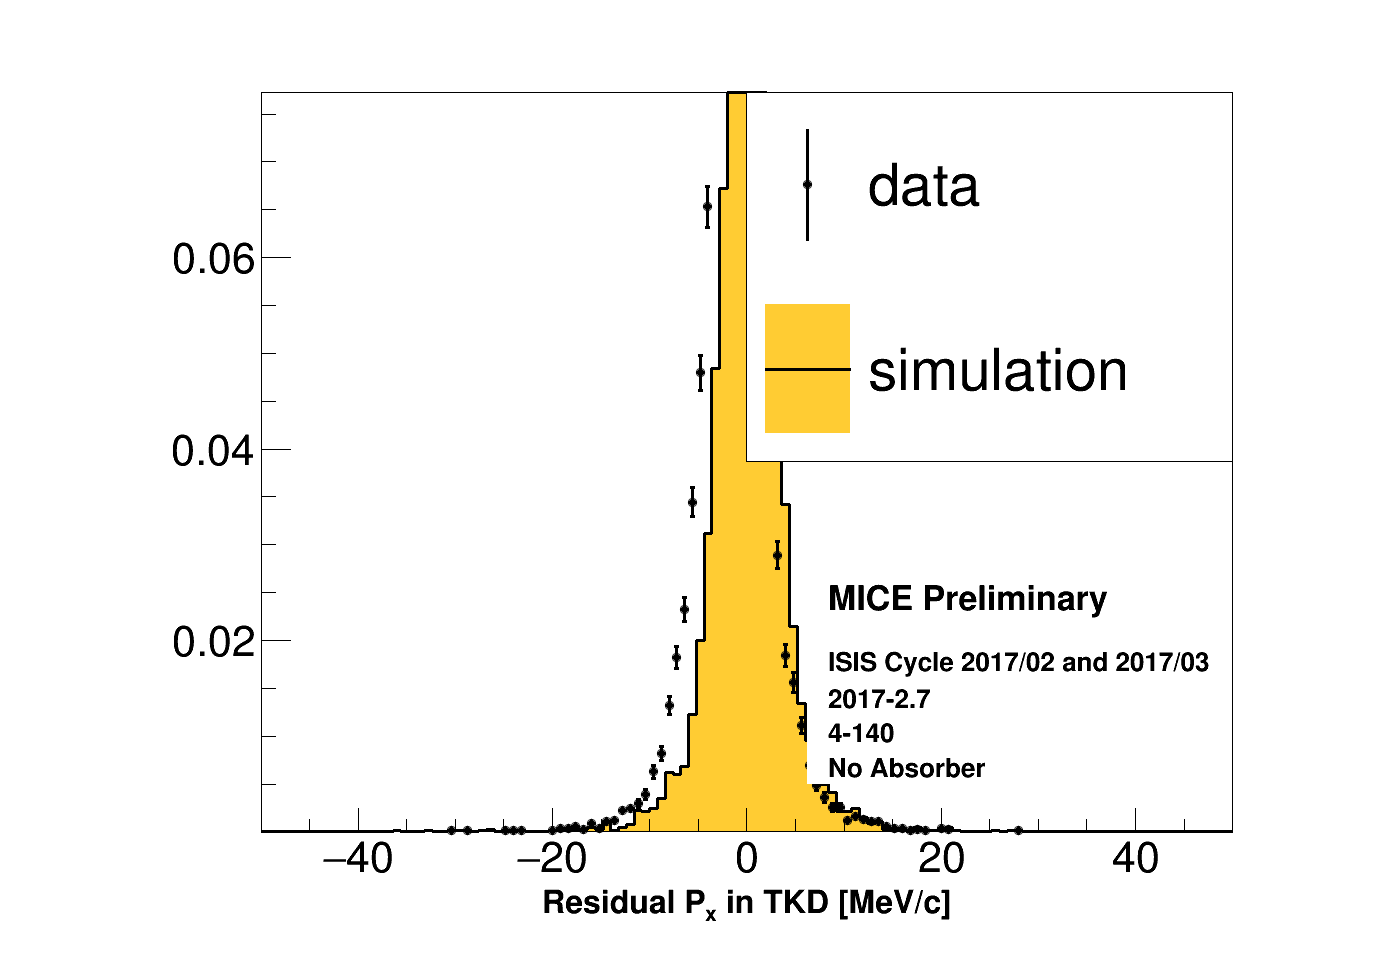 data
simulation
0.06
0.04
0.02
MICE Preliminary
ISIS Cycle 2017/02 and 2017/03
2017-2.7
4-140
No Absorber
−40 −20 0 20 40
Residual Px in TKD [MeV/c]